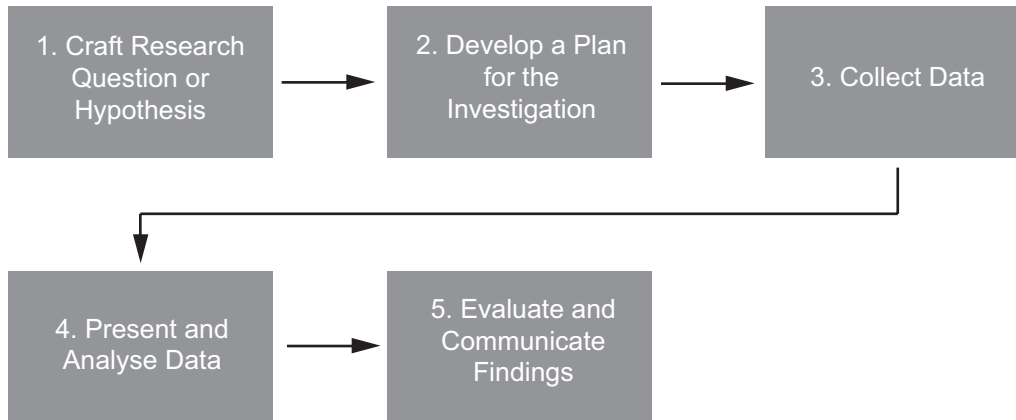 1. Craft Research
Question or
Hypothesis
2. Develop a Plan
for the
Investigation
3. Collect Data
4. Present and
Analyse Data
5. Evaluate and
Communicate
Findings